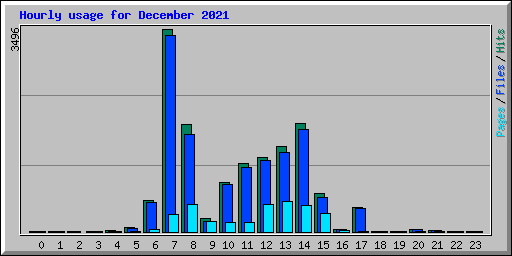 Hourly usage for December 2021
3496
Pages / Files / Hits
0 1 2 3 4 5 6 7 8 9 10 11 12 13 14 15 16 17 18 19 20 21 22 23